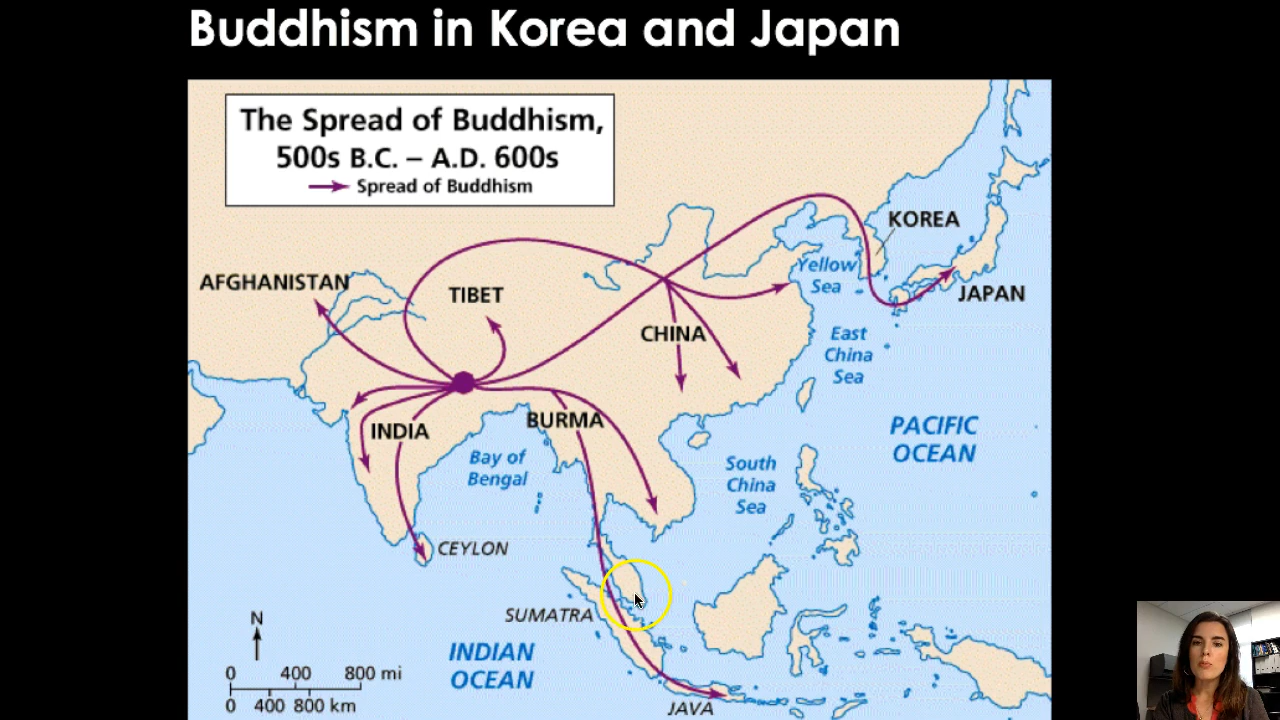 Buddhism in Korea and Japan
The Spread of Buddhism,
500s B.C. – A.D. 600s
Spread of Buddhism
KOREA
Yellow
Sea
AFGHANISTAN
TIBET
JAPAN
CHINA
East
China
Sea
BURMA
INDIA
PACIFIC
OCEAN
Bay of
Bengal
South
China
Sea
CEYLON
SUMATRA
N
INDIAN
OCEAN
0 400 800 mi
0 400 800 km
JAVA